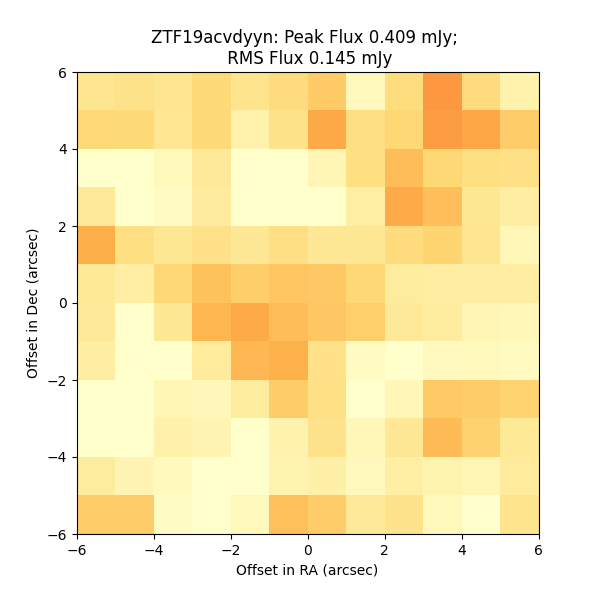 ZTF19acvdyyn: Peak Flux 0.409 mJy;
RMS Flux 0.145 mJy
6
4
2
0
−2
−4
−6
Offset in Dec (arcsec)
−6 −4 −2 0 2 4 6
Offset in RA (arcsec)